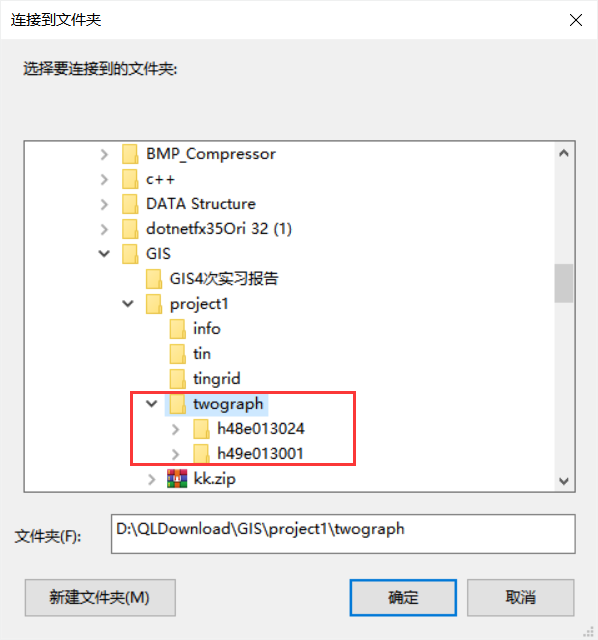 连接到文件夹
选择要连接到的文件夹:
BMP_Compressor
c++
DATA Structure
dotnetfx35Ori 32 (1)
GIS
GIS4次实习报告
project1
info
tin
tingrid
twograph
h48e013024
h49e013001
kk.zip
文件夹(F): D:\QLDownload\GIS\project1\twograph
新建文件夹(M) 确定 取消